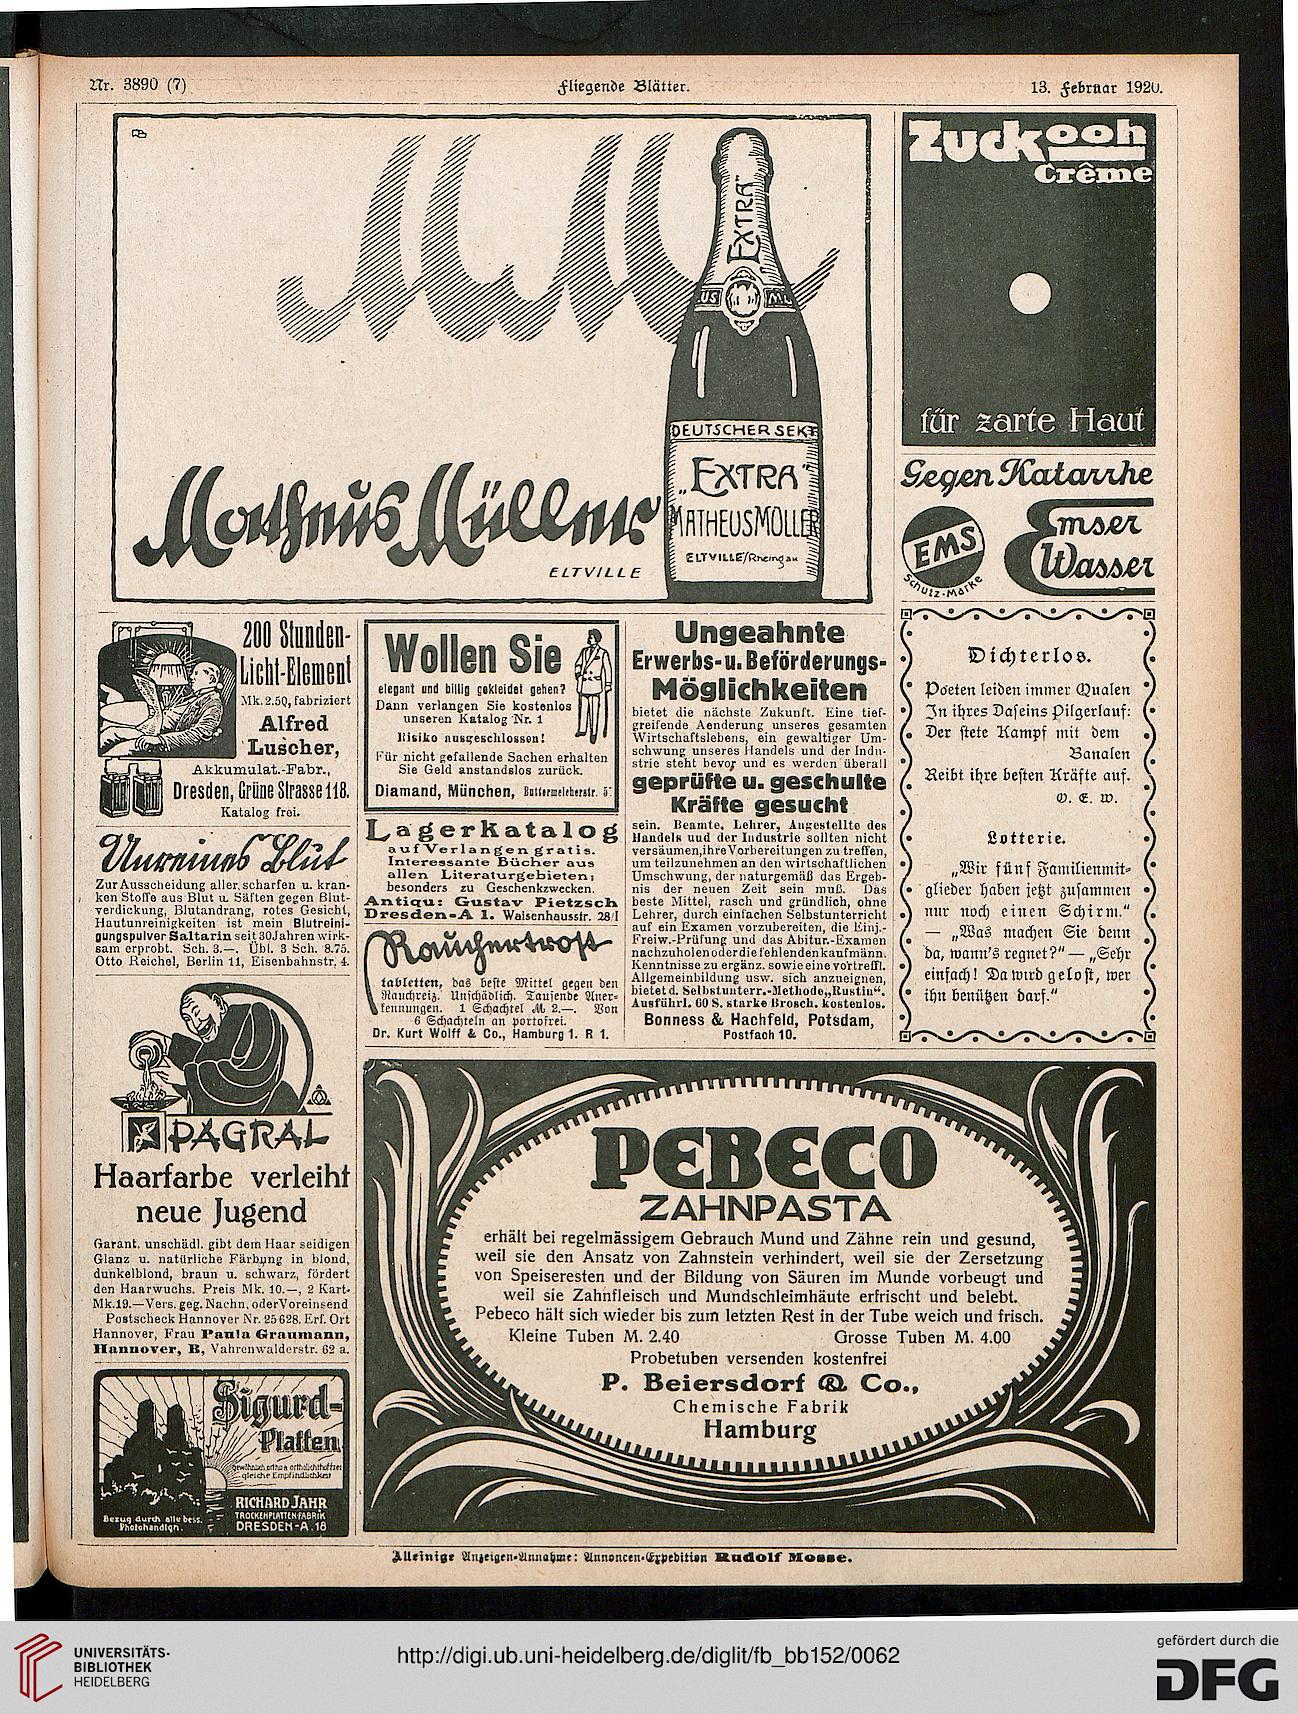 Nr. 3890 (7)
Fliegende Blätter.
13. Februar 1920.
EXTRA"
US
ML
DEUTSCHER SEKT
„EXTRA"
MATHEUS MÜLLER
ELTVILLE/Rheingau
Matheus Müller
ELTVILLE
Zuckooh
Crême
für zarte Haut
Gegen Katarrhe
EMS
Schutz-Marke
Emser
Wasser
200 Stunden-
Licht-Element
Mk. 2.50, fabriziert
Alfred
Luscher,
Akkumulat.-Fabr.,
Dresden, Grüne Strasse 118.
Katalog frei.
Unreines Blut
Zur Ausscheidung aller scharfen u. kran-
ken Stoffe aus Blut u. Säften gegen Blut-
verdickung, Blutandrang, rotes Gesicht,
Hautunreinigkeiten ist mein Blutreini-
gungspulver Saltarin seit 30 Jahren wirk-
sam erprobt. Sch. 3.—. Übl. 3 Sch. 8.75.
Otto Reichel, Berlin 11, Eisenbahnstr. 4.
PAGRAL
Haarfarbe verleiht
neue Jugend
Garant. unschädl. gibt dem Haar seidigen
Glanz u. natürliche Färbung in blond,
dunkelblond, braun u. schwarz, fördert
den Haarwuchs. Preis Mk. 10.—, 2 Kart.
Mk. 19.— Vers. geg. Nachn. oder Voreinsend
Postscheck Hannover Nr. 25628. Erf. Ort
Hannover, Frau Paula Graumann,
Hannover, B, Vahrenwalderstr. 62 a.
Sigurd-
Platten
gleiche Empfindlichkeit
RICHARD JAHR
TROCKENPLATTENFABRIK
DRESDEN-A. 18
Bezug durch alle bess.
Photohandlgn.
Wollen Sie
elegant und billig gekleidet gehen?
Dann verlangen Sie kostenlos
unseren Katalog Nr. 1
Risiko ausgeschlossen!
Für nicht gefallende Sachen erhalten
Sie Geld anstandslos zurück.
Diamand, München, Buttermelcherstr. 5.
Lagerkatalog
auf Verlangen gratis.
Interessante Bücher aus
allen Literaturgebieten;
besonders zu Geschenkzwecken.
Antiqu: Gustav Pietzsch
Dresden-A 1. Waisenhausstr. 28 I
Rauchertrost-
tabletten, das beste Mittel gegen den
Rauchreiz. Unschädlich. Tausende Aner-
kennungen. 1 Schachtel M 2.—. Von
6 Schachteln an portofrei.
Dr. Kurt Wolff & Co., Hamburg 1. R 1.
Ungeahnte
Erwerbs- u. Beförderungs-
Möglichkeiten
bietet die nächste Zukunft. Eine tief-
greifende Aenderung unseres gesamten
Wirtschaftslebens, ein gewaltiger Um-
schwung unseres Handels und der Indu-
strie steht bevor und es werden überall
geprüfte u. geschulte
Kräfte gesucht
sein. Beamte, Lehrer, Angestellte des
Handels und der Industrie sollten nicht
versäumen, ihre Vorbereitungen zu treffen,
um teilzunehmen an den wirtschaftlichen
Umschwung, der naturgemäß das Ergeb-
nis der neuen Zeit sein muß. Das
beste Mittel, rasch und gründlich, ohne
Lehrer, durch einfachen Selbstunterricht
auf ein Examen vorzubereiten, die Einj.-
Freiw.-Prüfung und das Abitur.-Examen
nachzuholen oder die fehlenden kaufmänn.
Kenntnisse zu ergänz. sowie eine vortreffl.
Allgemeinbildung usw. sich anzueignen,
bietet d. Selbstunterr.-Methode „Rustin".
Ausführl. 60 S. starke Brosch. kostenlos.
Bonness & Hachfeld, Potsdam,
Postfach 10.
Dichterlos.
Poeten leiden immer Qualen
In ihres Daseins Pilgerlauf:
Der stete Kampf mit dem
Banalen
Reibt ihre besten Kräfte auf.
O. E. W.
Lotterie.
„Wir fünf Familienmit-
glieder haben jetzt zusammen
nur noch einen Schirm."
— „Was machen Sie denn
da, wann's regnet?" — „Sehr
einfach! Da wird gelost, wer
ihn benützen darf."
PEBECO
ZAHNPASTA
erhält bei regelmässigem Gebrauch Mund und Zähne rein und gesund,
weil sie den Ansatz von Zahnstein verhindert, weil sie der Zersetzung
von Speiseresten und der Bildung von Säuren im Munde vorbeugt und
weil sie Zahnfleisch und Mundschleimhäute erfrischt und belebt.
Pebeco hält sich wieder bis zum letzten Rest in der Tube weich und frisch.
Kleine Tuben M. 2.40 Grosse Tuben M. 4.00
Probetuben versenden kostenfrei
P. Beiersdorf & Co.,
Chemische Fabrik
Hamburg
Alleinige Anzeigen-Annahme: Annoncen-Expedition Rudolf Mosse.
UNIVERSITÄTS-
BIBLIOTHEK
HEIDELBERG
http://digi.ub.uni-heidelberg.de/diglit/fb_bb152/0062
gefördert durch die
DFG